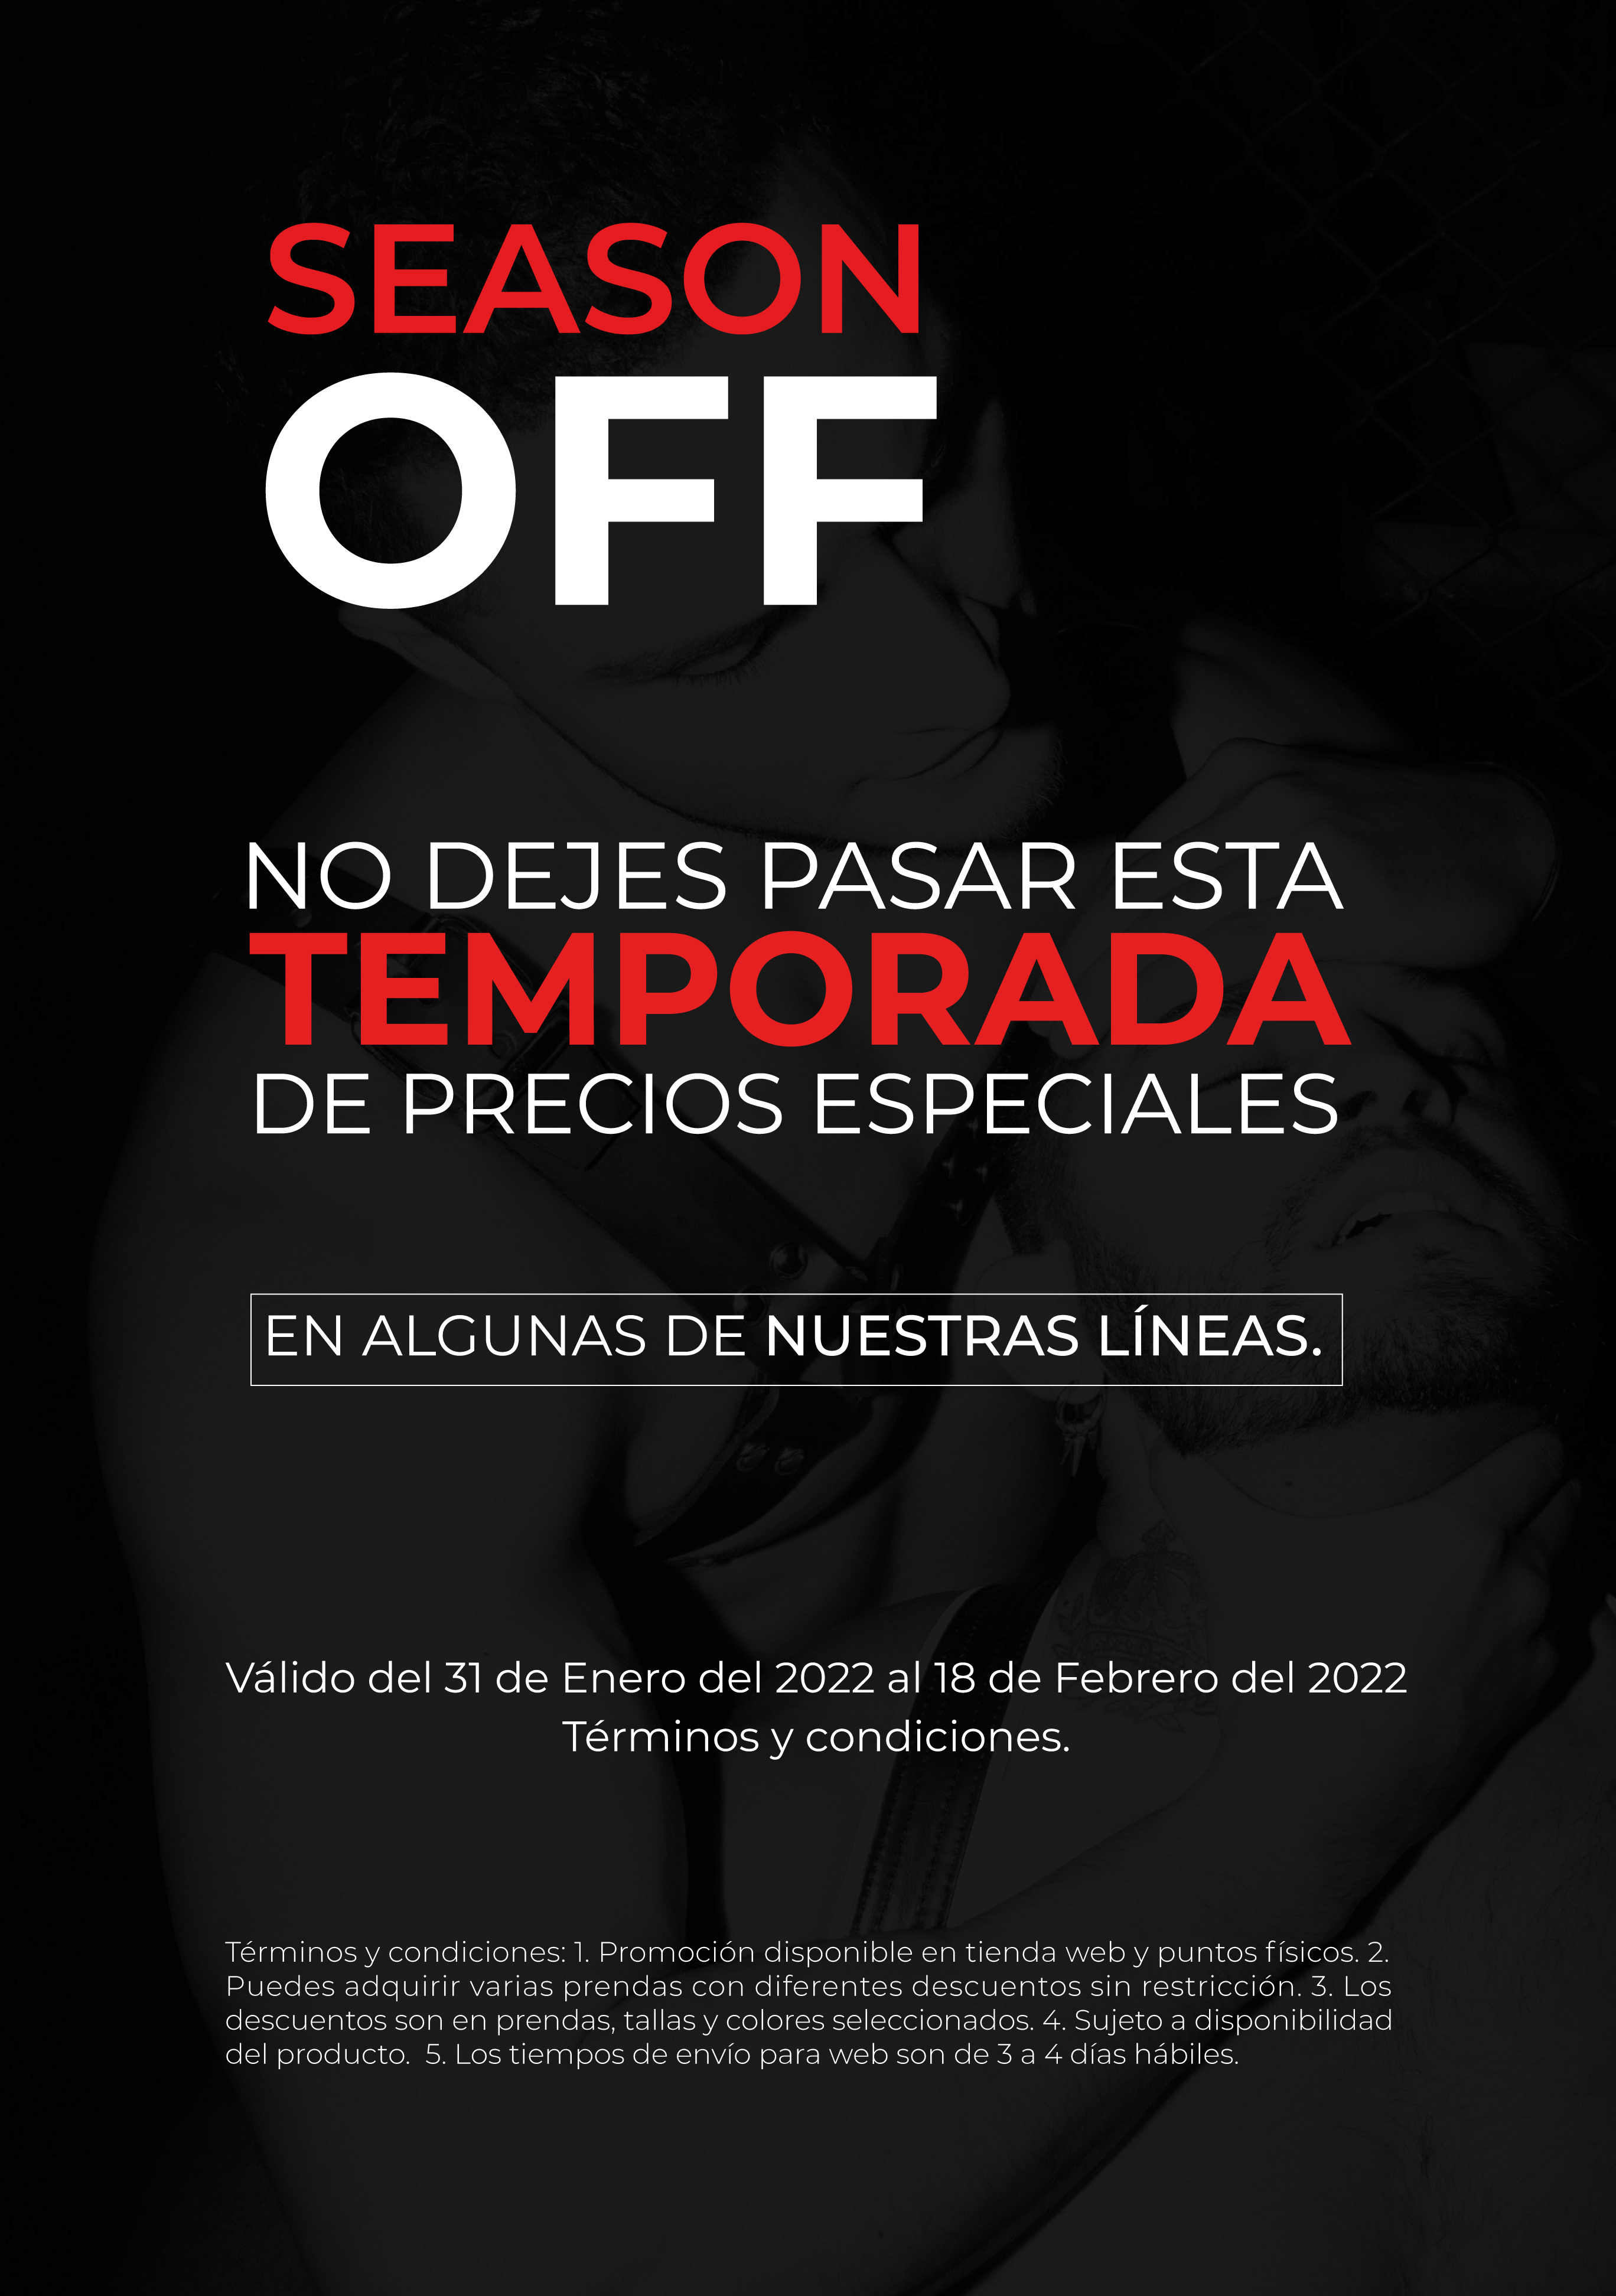 SEASON
OFF
NO DEJES PASAR ESTA
TEMPORADA
DE PRECIOS ESPECIALES
EN ALGUNAS DE NUESTRAS LÍNEAS.
Válido del 31 de Enero del 2022 al 18 de Febrero del 2022
Términos y condiciones.
Términos y condiciones: 1. Promoción disponible en tienda web y puntos físicos. 2.
Puedes adquirir varias prendas con diferentes descuentos sin restricción. 3. Los
descuentos son en prendas, tallas y colores seleccionados. 4. Sujeto a disponibilidad
del producto.  5. Los tiempos de envío para web son de 3 a 4 días hábiles.